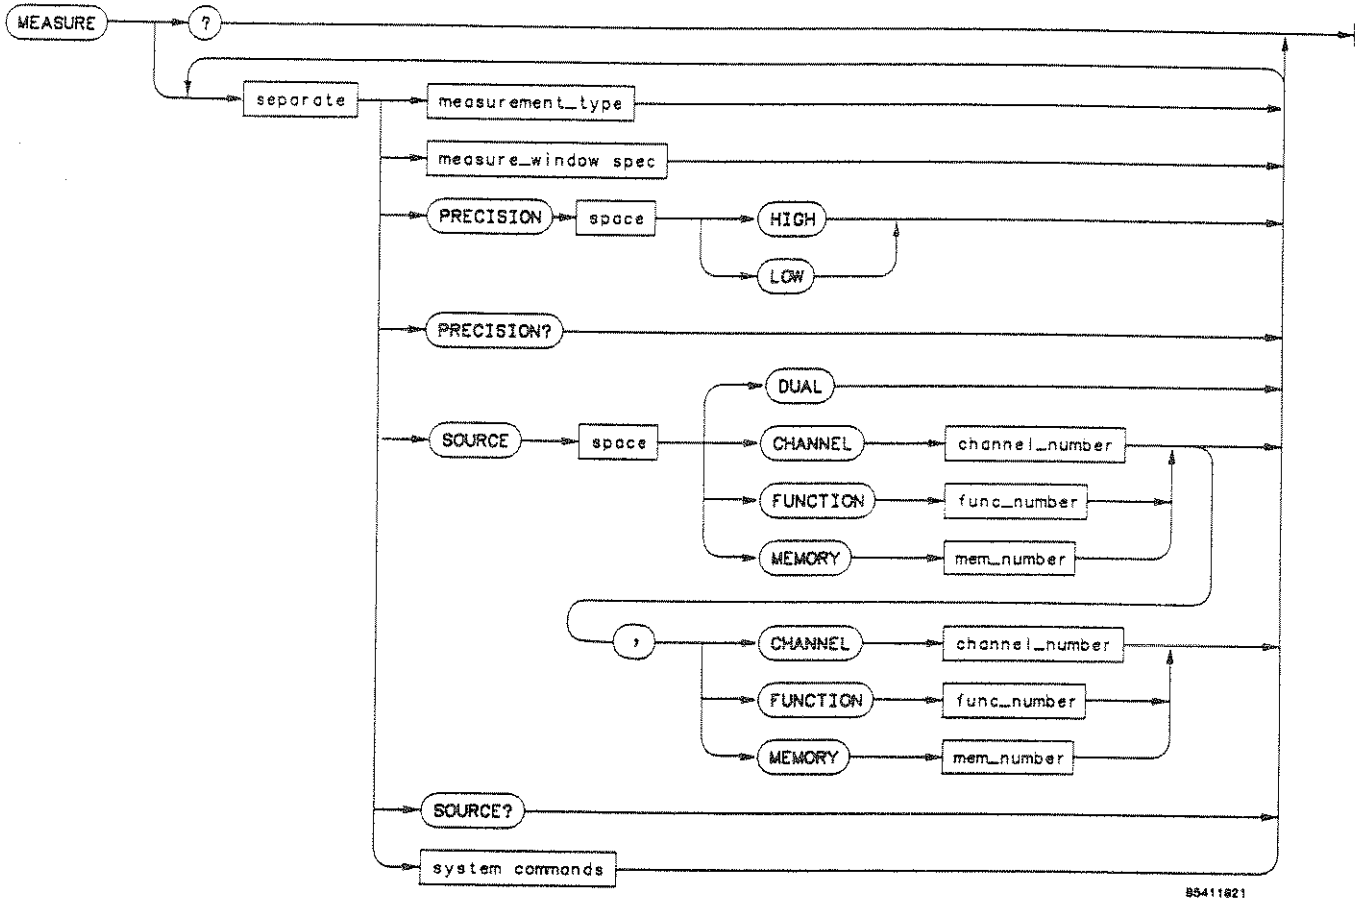 MEASURE ?
separate measurement_type
measure_window spec
PRECISION space HIGH
LOW
PRECISION?
DUAL
SOURCE space CHANNEL channel_number
FUNCTION func_number
MEMORY mem_number
, CHANNEL channel_number
FUNCTION func_number
MEMORY mem_number
SOURCE?
system commands
95411921